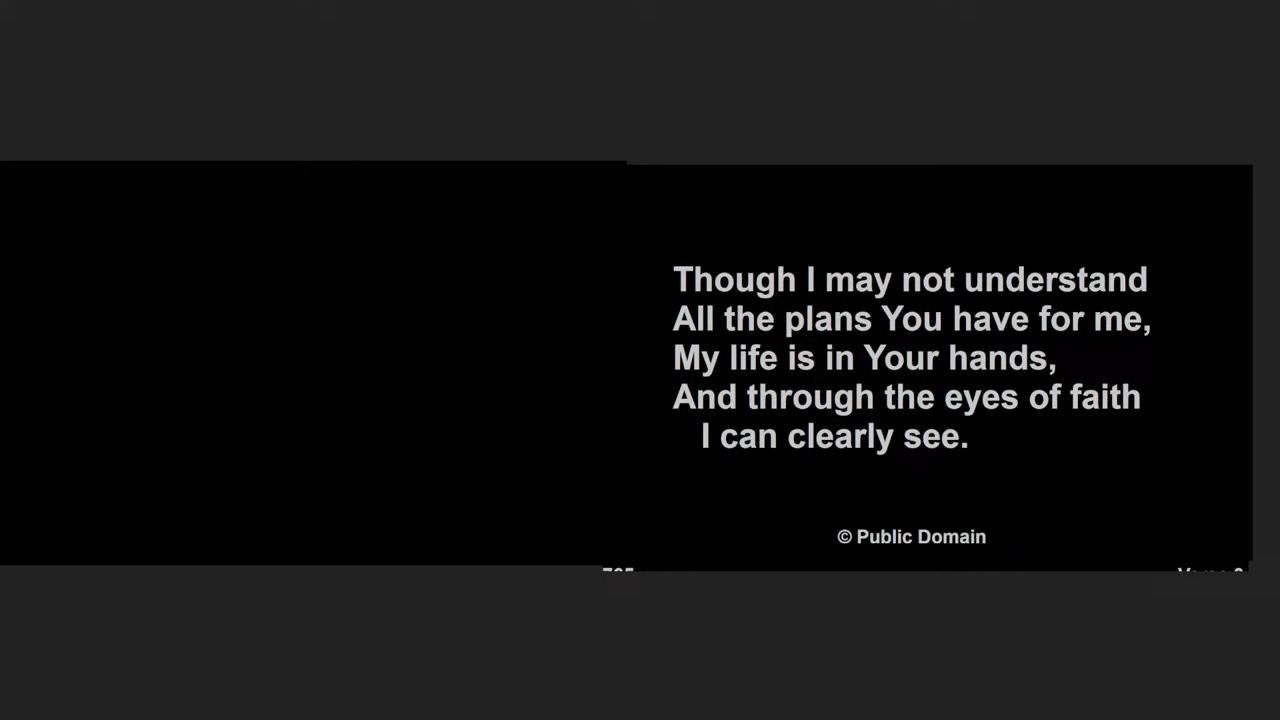 Though I may not understand
All the plans You have for me,
My life is in Your hands,
And through the eyes of faith
I can clearly see.
© Public Domain